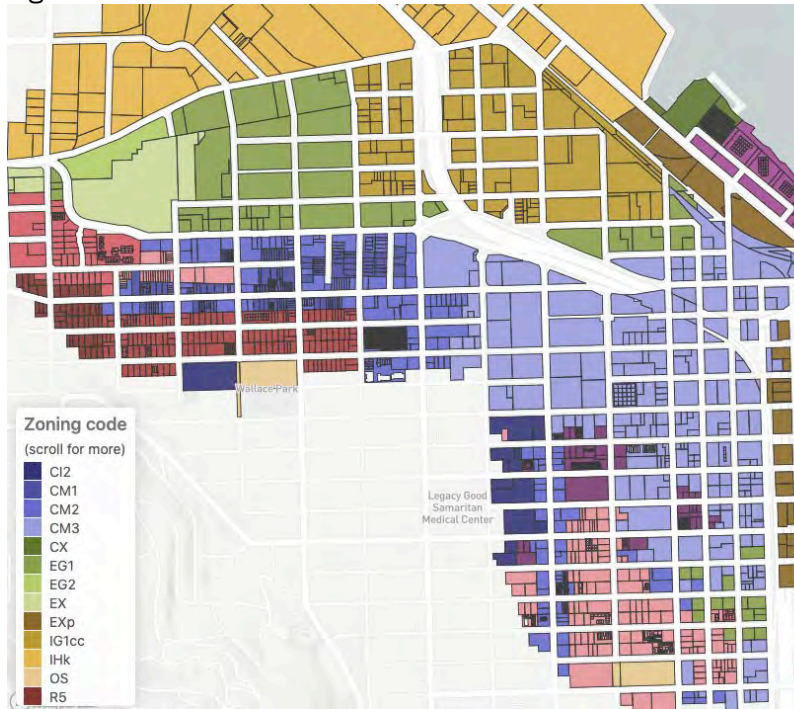 Wallace Park
Zoning code
(scroll for more)
CI2
CM1
CM2
CM3
CX
EG1
EG2
EX
EXp
IG1cc
IHk
OS
R5
Legacy Good
Samaritan
Medical Center